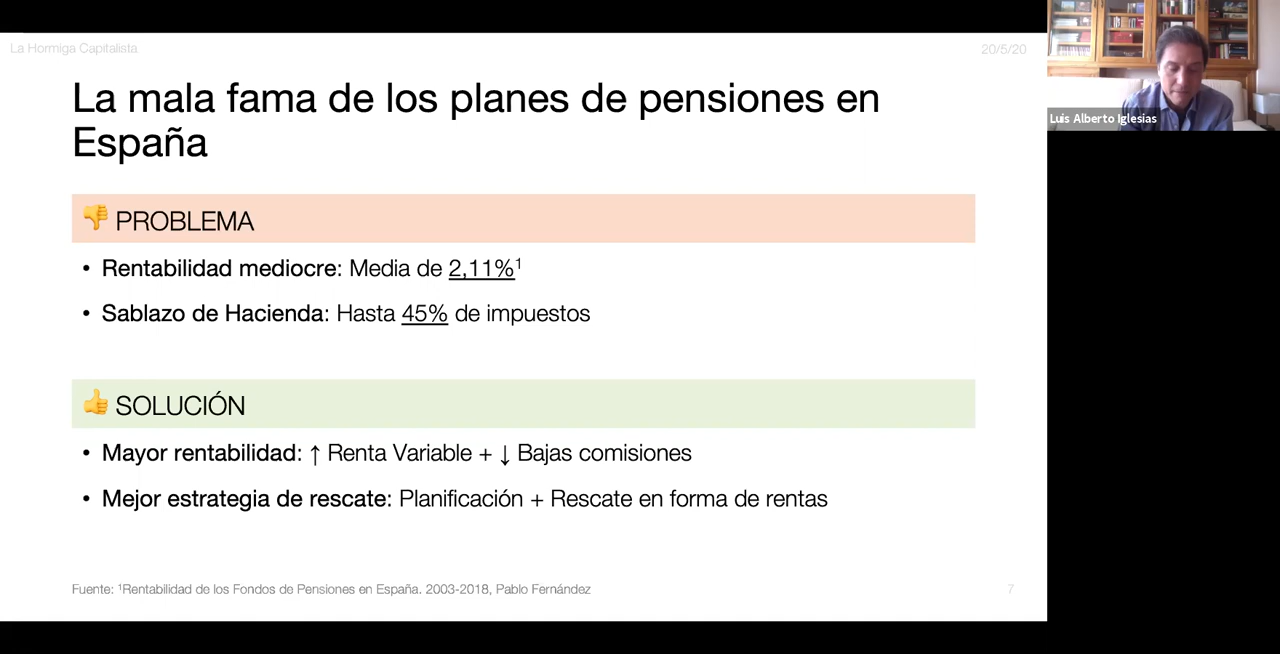 La Hormiga Capitalista
20/5/20
La mala fama de los planes de pensiones en
España
👎 PROBLEMA
• Rentabilidad mediocre: Media de 2,11%¹
• Sablazo de Hacienda: Hasta 45% de impuestos
👍 SOLUCIÓN
• Mayor rentabilidad: ↑ Renta Variable + ↓ Bajas comisiones
• Mejor estrategia de rescate: Planificación + Rescate en forma de rentas
Fuente: ¹Rentabilidad de los Fondos de Pensiones en España. 2003-2018, Pablo Fernández
7
Luis Alberto Iglesias